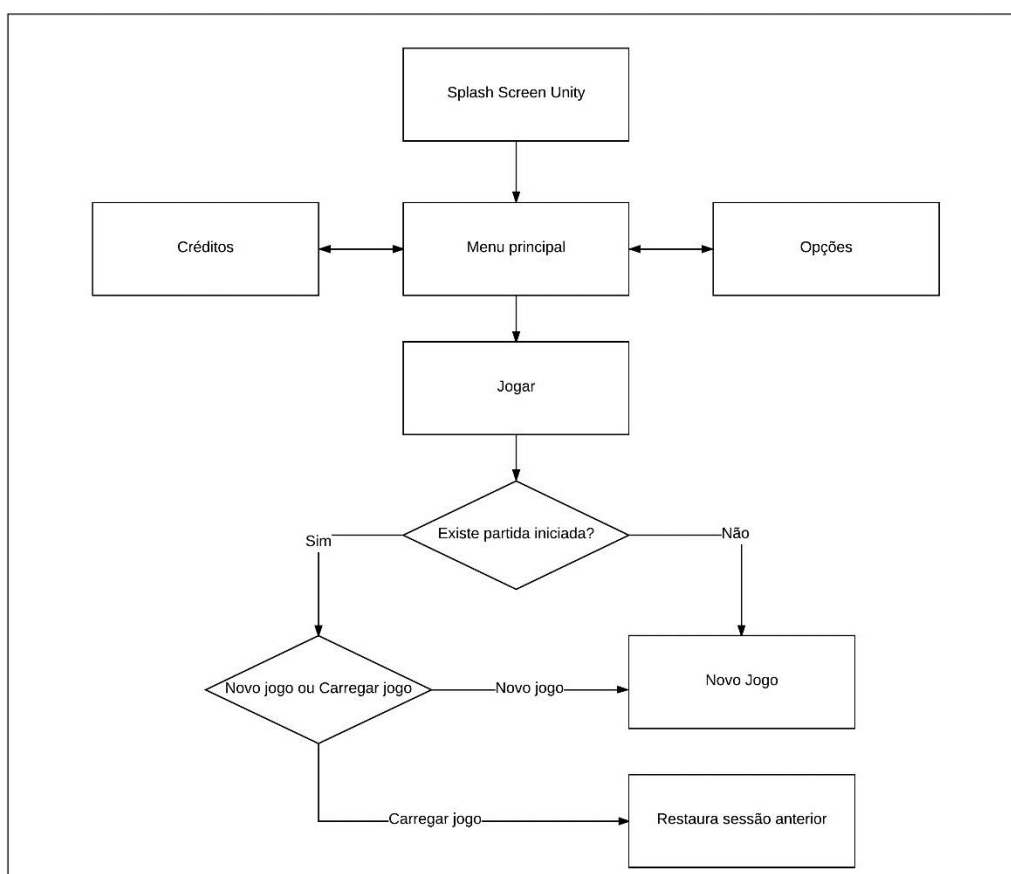 Splash Screen Unity
Créditos
Menu principal
Opções
Jogar
Existe partida iniciada?
Sim
Não
Novo jogo ou Carregar jogo
Novo jogo
Novo Jogo
Carregar jogo
Restaura sessão anterior